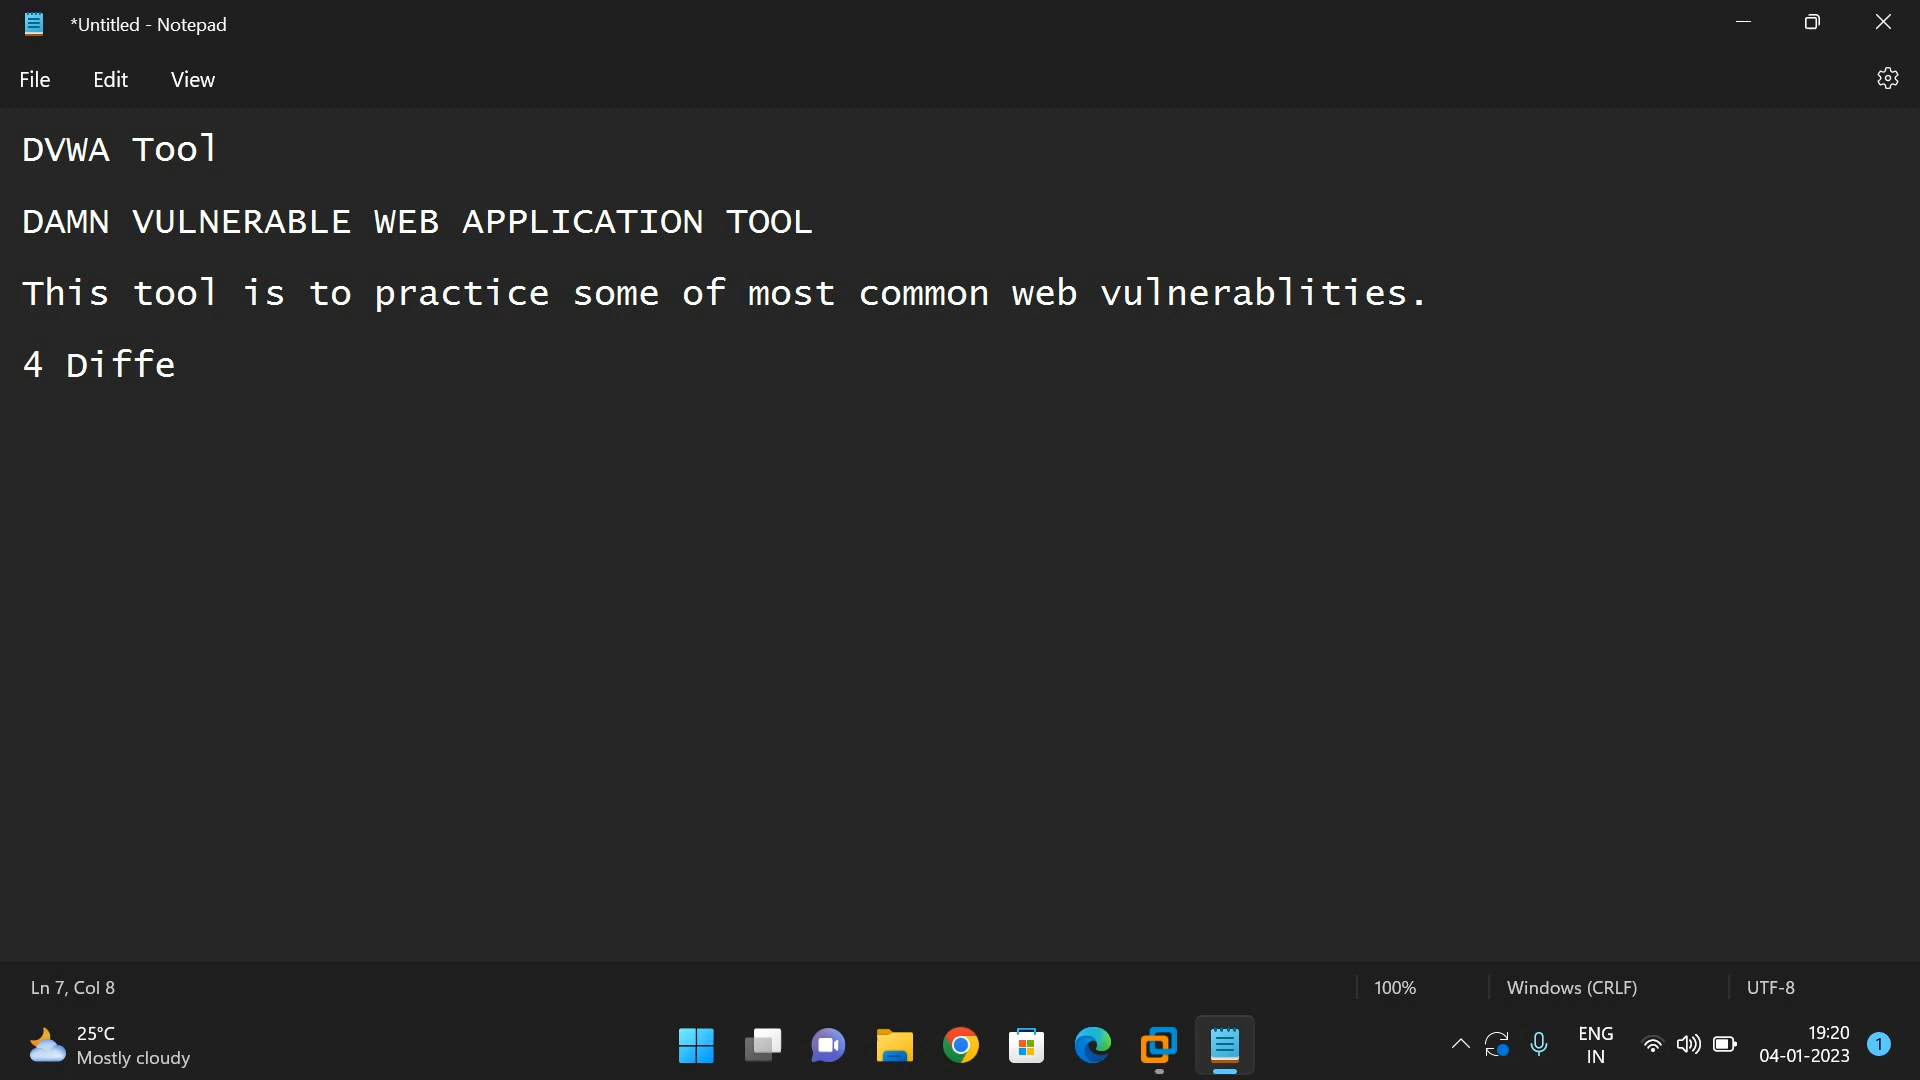 *Untitled - Notepad
File Edit View
DVWA Tool
DAMN VULNERABLE WEB APPLICATION TOOL
This tool is to practice some of most common web vulnerablities.
4 Diffe
Ln 7, Col 8
100%
Windows (CRLF)
UTF-8
25°C
Mostly cloudy
ENG
IN
19:20
04-01-2023
1